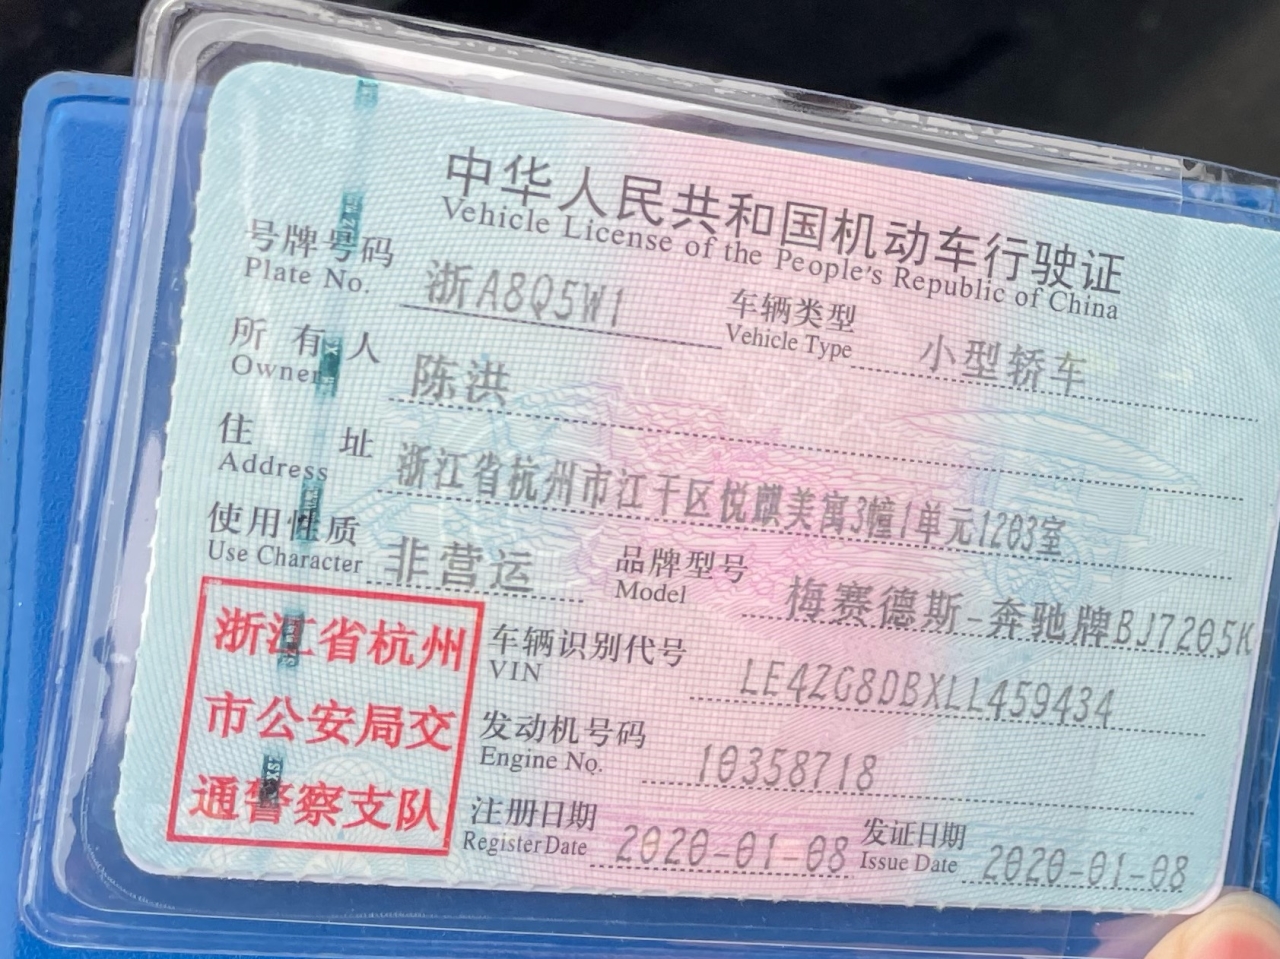 中华人民共和国机动车行驶证
Vehicle License of the People's Republic of China
号牌号码 浙A8Q5W1 车辆类型 小型轿车
Plate No. Vehicle Type
所有人 陈洪
Owner
住址 浙江省杭州市江干区悦麒美寓3幢1单元1203室
Address
使用性质 非营运 品牌型号 梅赛德斯-奔驰牌BJ7205K
Use Character Model
浙江省杭州
市公安局交
通警察支队
车辆识别代号 LE4ZG8DBXLL459434
VIN
发动机号码 10358718
Engine No.
注册日期 2020-01-08 发证日期 2020-01-08
Register Date Issue Date